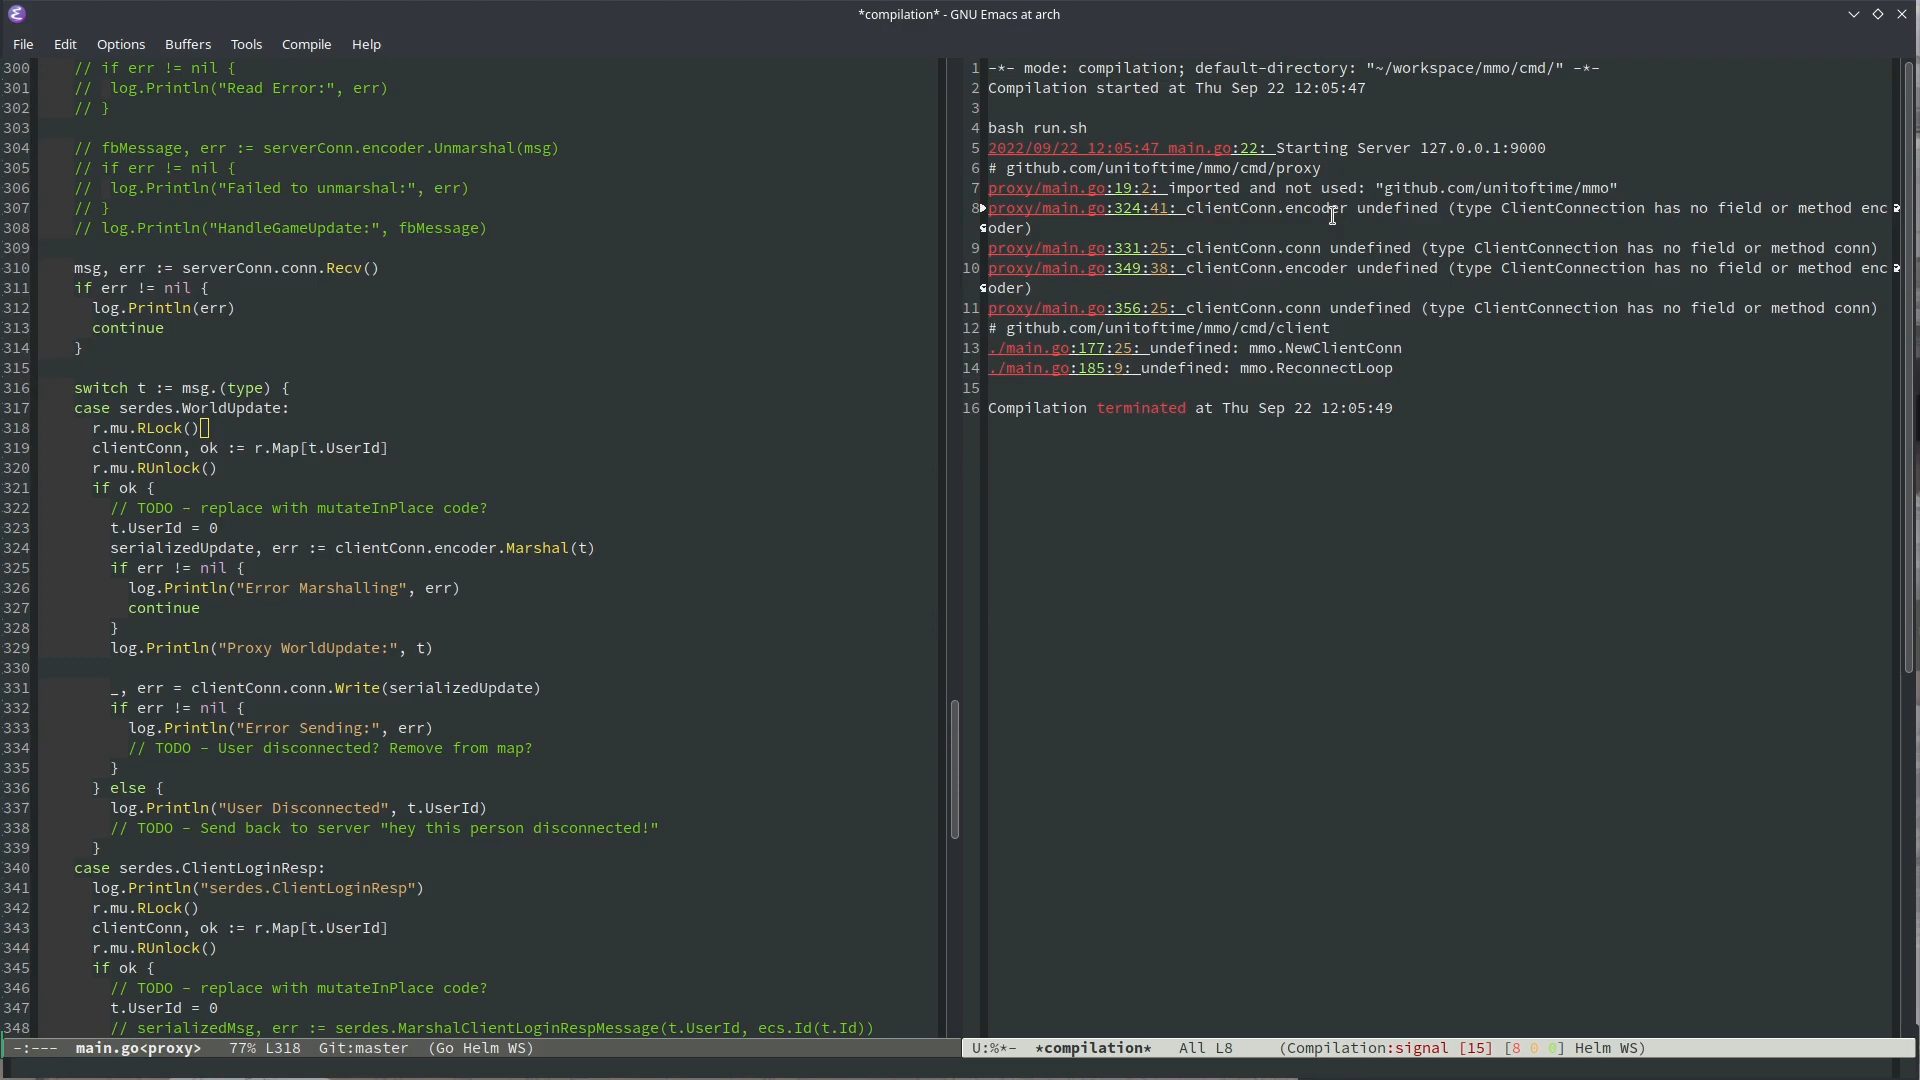 *compilation* - GNU Emacs at arch
File Edit Options Buffers Tools Compile Help
300 // if err != nil {
301 //  log.Println("Read Error:", err)
302 // }
303
304 // fbMessage, err := serverConn.encoder.Unmarshal(msg)
305 // if err != nil {
306 //  log.Println("Failed to unmarshal:", err)
307 // }
308 // log.Println("HandleGameUpdate:", fbMessage)
309
310 msg, err := serverConn.conn.Recv()
311 if err != nil {
312 log.Println(err)
313 continue
314 }
315
316 switch t := msg.(type) {
317 case serdes.WorldUpdate:
318 r.mu.RLock()
319 clientConn, ok := r.Map[t.UserId]
320 r.mu.RUnlock()
321 if ok {
322 // TODO - replace with mutateInPlace code?
323 t.UserId = 0
324 serializedUpdate, err := clientConn.encoder.Marshal(t)
325 if err != nil {
326 log.Println("Error Marshalling", err)
327 continue
328 }
329 log.Println("Proxy WorldUpdate:", t)
330
331 _, err = clientConn.conn.Write(serializedUpdate)
332 if err != nil {
333 log.Println("Error Sending:", err)
334 // TODO - User disconnected? Remove from map?
335 }
336 } else {
337 log.Println("User Disconnected", t.UserId)
338 // TODO - Send back to server "hey this person disconnected!"
339 }
340 case serdes.ClientLoginResp:
341 log.Println("serdes.ClientLoginResp")
342 r.mu.RLock()
343 clientConn, ok := r.Map[t.UserId]
344 r.mu.RUnlock()
345 if ok {
346 // TODO - replace with mutateInPlace code?
347 t.UserId = 0
348 // serializedMsg, err := serdes.MarshalClientLoginRespMessage(t.UserId, ecs.Id(t.Id))
-:--- main.go<proxy> 77% L318 Git:master (Go Helm WS)
1 -*- mode: compilation; default-directory: "~/workspace/mmo/cmd/" -*-
2 Compilation started at Thu Sep 22 12:05:47
3
4 bash run.sh
5 2022/09/22 12:05:47 main.go:22: Starting Server 127.0.0.1:9000
6 # github.com/unitoftime/mmo/cmd/proxy
7 proxy/main.go:19:2: imported and not used: "github.com/unitoftime/mmo"
8 proxy/main.go:324:41: clientConn.encoder undefined (type ClientConnection has no field or method enc
oder)
9 proxy/main.go:331:25: clientConn.conn undefined (type ClientConnection has no field or method conn)
10 proxy/main.go:349:38: clientConn.encoder undefined (type ClientConnection has no field or method enc
oder)
11 proxy/main.go:356:25: clientConn.conn undefined (type ClientConnection has no field or method conn)
12 # github.com/unitoftime/mmo/cmd/client
13 ./main.go:177:25: undefined: mmo.NewClientConn
14 ./main.go:185:9: undefined: mmo.ReconnectLoop
15
16 Compilation terminated at Thu Sep 22 12:05:49
U:%*- *compilation* All L8 (Compilation:signal [15] [8 0 0] Helm WS)